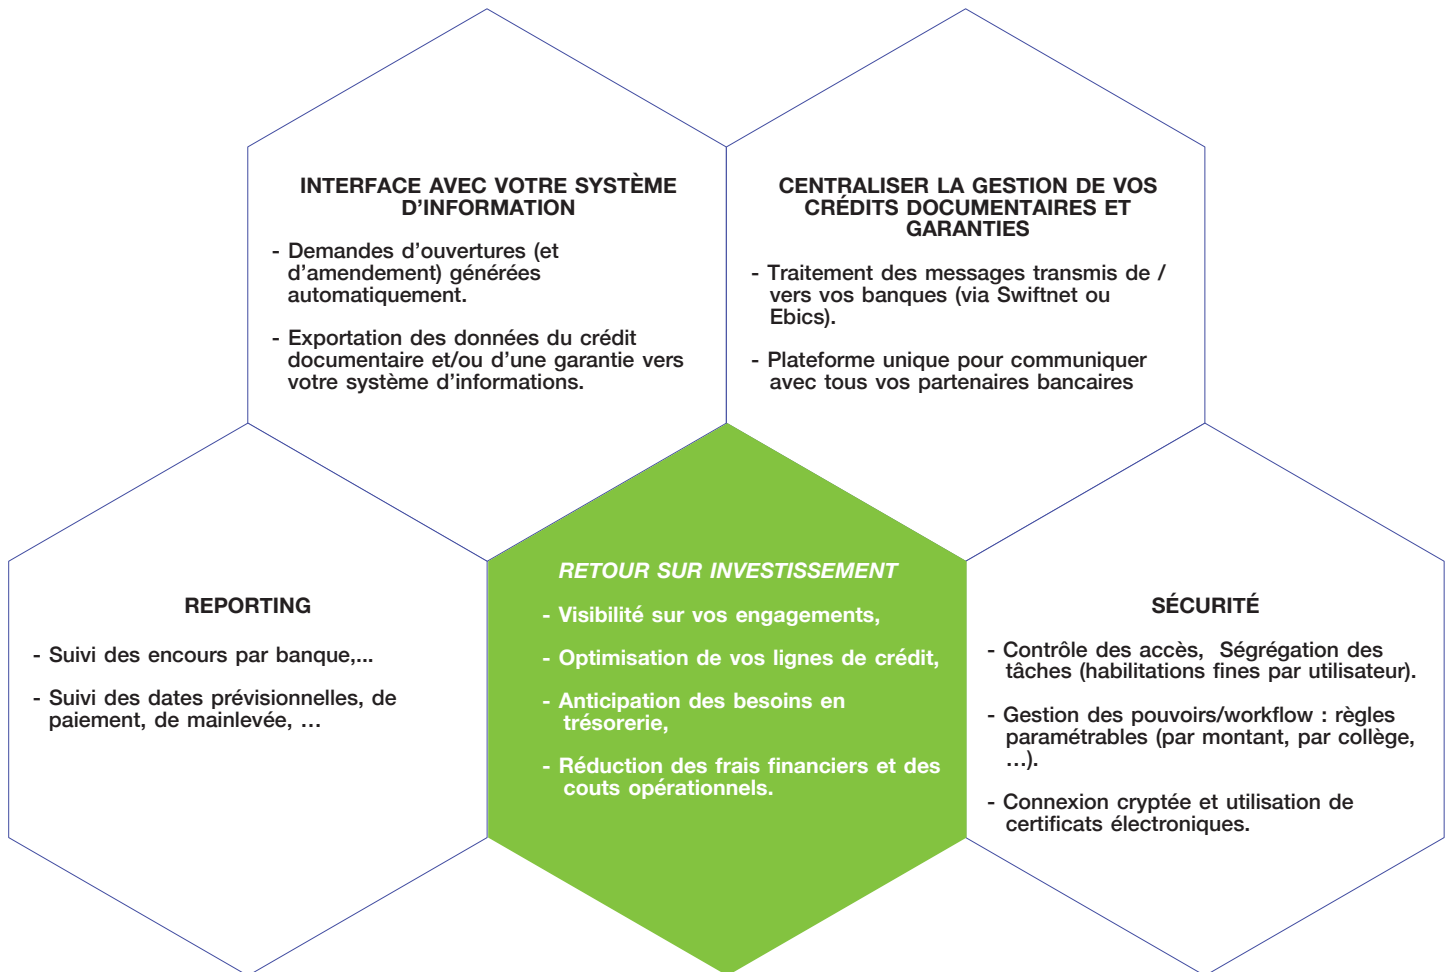 INTERFACE AVEC VOTRE SYSTÈME
D’INFORMATION
- Demandes d’ouvertures (et
d’amendement) générées
automatiquement.
- Exportation des données du crédit
documentaire et/ou d’une garantie vers
votre système d’informations.
CENTRALISER LA GESTION DE VOS
CRÉDITS DOCUMENTAIRES ET
GARANTIES
- Traitement des messages transmis de /
vers vos banques (via Swiftnet ou
Ebics).
- Plateforme unique pour communiquer
avec tous vos partenaires bancaires
REPORTING
- Suivi des encours par banque,...
- Suivi des dates prévisionnelles, de
paiement, de mainlevée, …
RETOUR SUR INVESTISSEMENT
- Visibilité sur vos engagements,
- Optimisation de vos lignes de crédit,
- Anticipation des besoins en
trésorerie,
- Réduction des frais financiers et des
couts opérationnels.
SÉCURITÉ
- Contrôle des accès,  Ségrégation des
tâches (habilitations fines par utilisateur).
- Gestion des pouvoirs/workflow : règles
paramétrables (par montant, par collège,
…).
- Connexion cryptée et utilisation de
certificats électroniques.